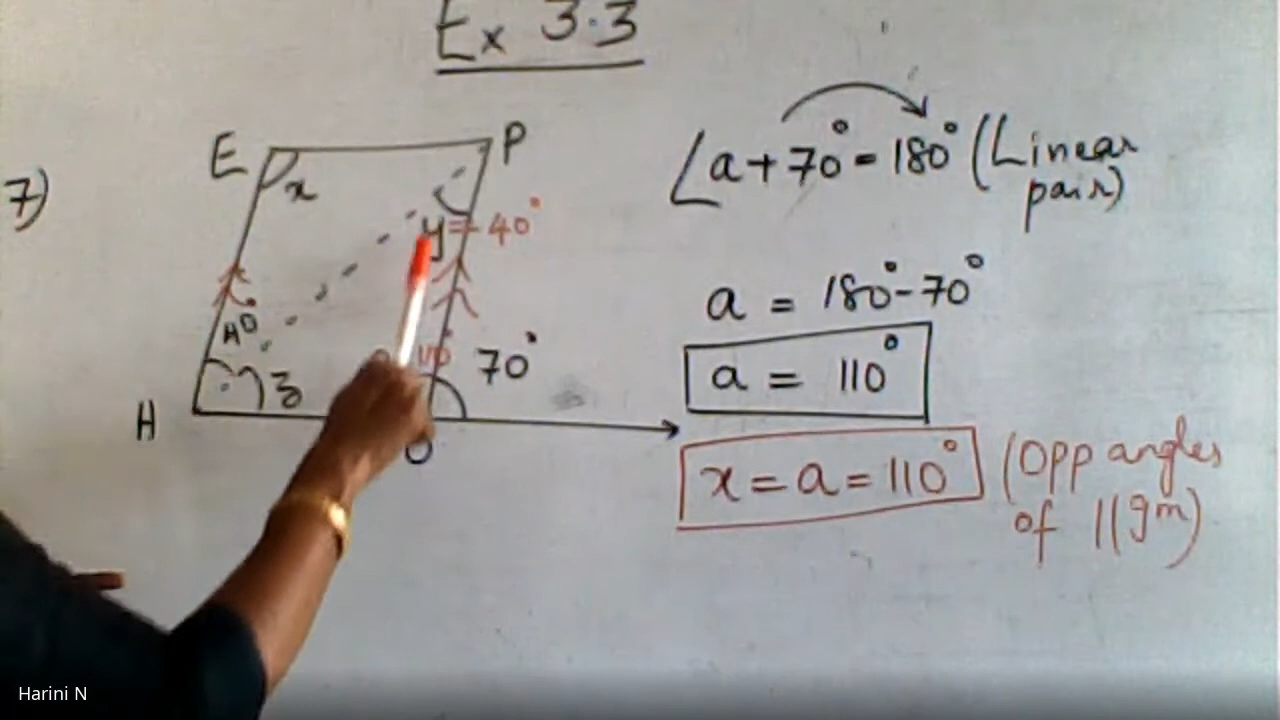 Ex 3.3
7)
E
P
x
y = 40°
40°
z
110°
70°
H
O
∠a + 70° = 180° (Linear
pair)
a = 180° - 70°
a = 110°
x = a = 110° (Opp angles
of ||gm)
Harini N